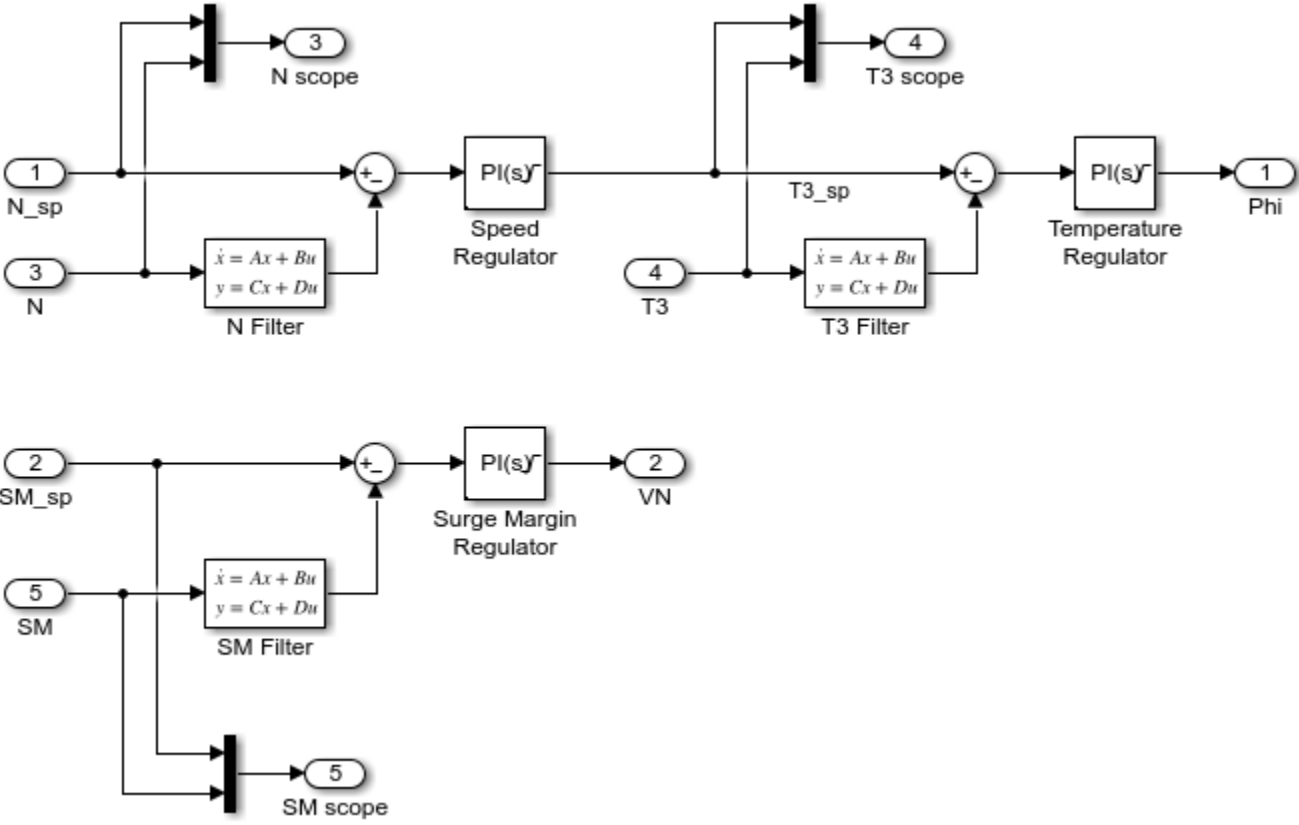 3
N scope
4
T3 scope
1
N_sp
+_
PI(s)
Speed
Regulator
T3_sp
+_
PI(s)
Temperature
Regulator
1
Phi
3
N
ẋ = Ax + Bu
y = Cx + Du
N Filter
4
T3
ẋ = Ax + Bu
y = Cx + Du
T3 Filter
2
SM_sp
+_
PI(s)
Surge Margin
Regulator
2
VN
5
SM
ẋ = Ax + Bu
y = Cx + Du
SM Filter
5
SM scope